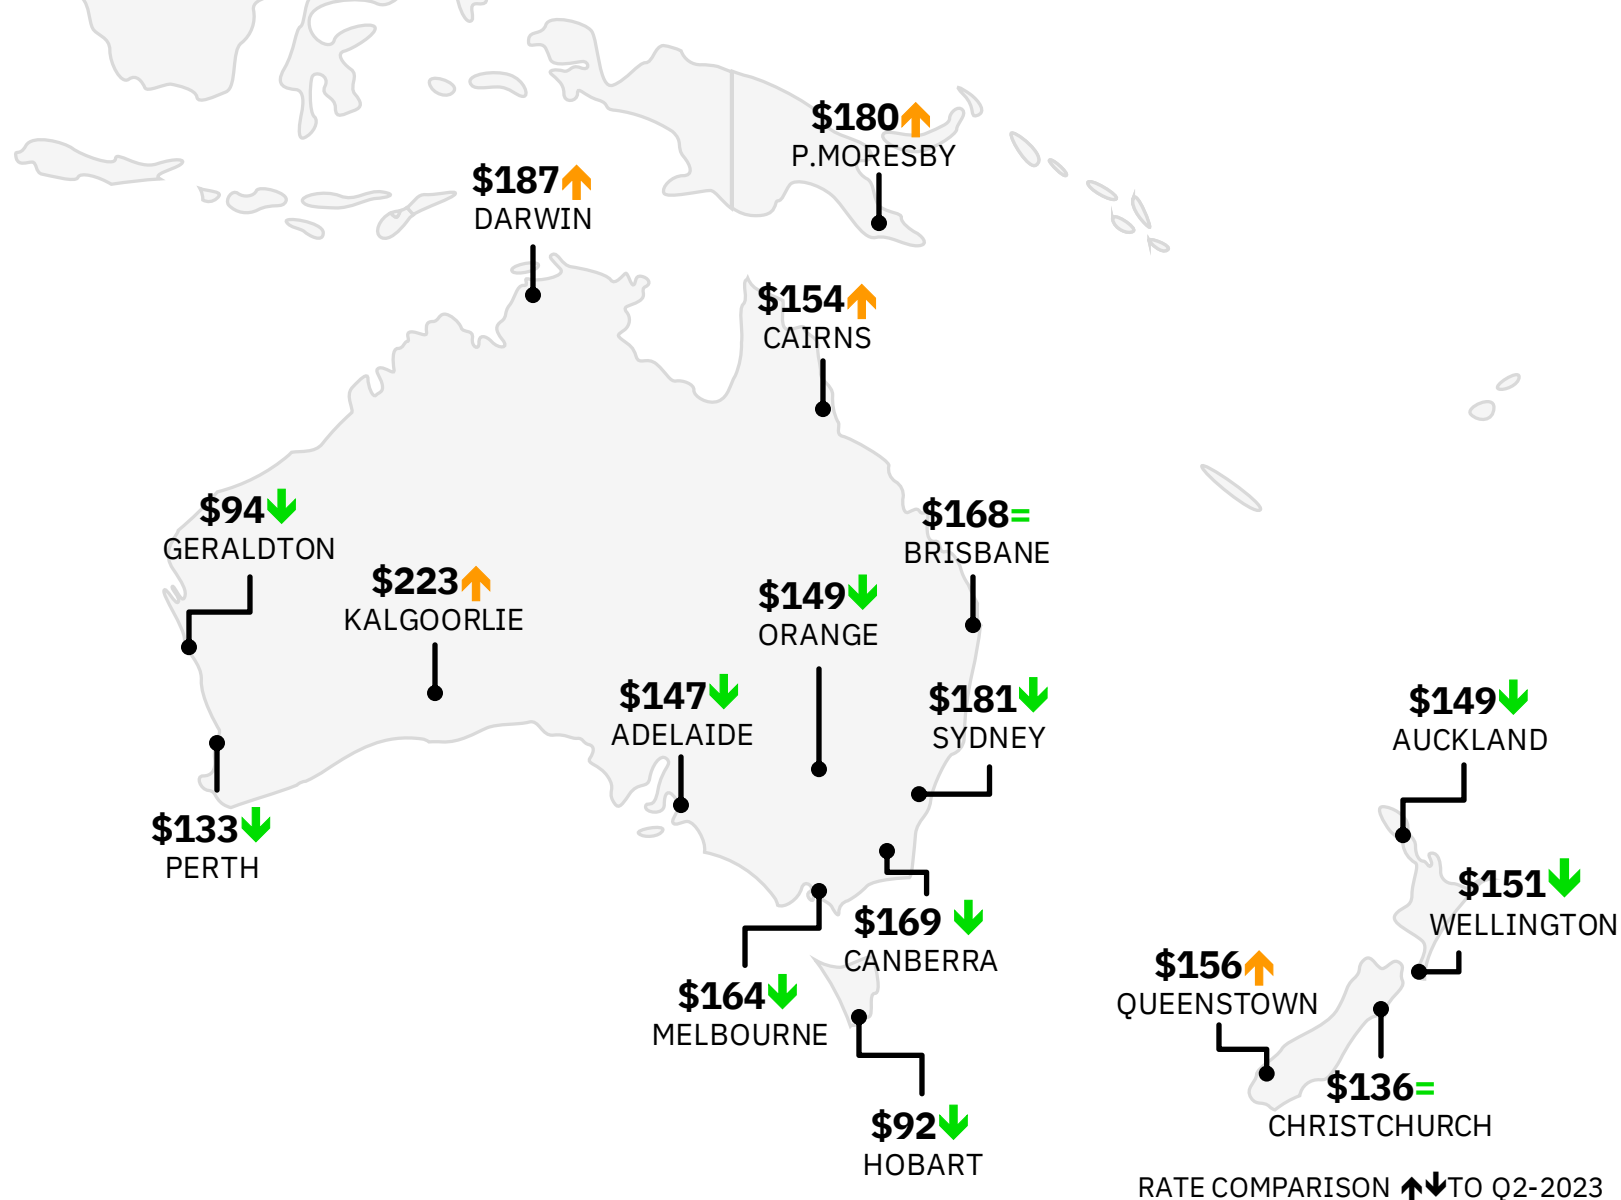 $180↑
P.MORESBY
$187↑
DARWIN
$154↑
CAIRNS
$94↓
GERALDTON
$168=
BRISBANE
$223↑
KALGOORLIE
$149↓
ORANGE
$147↓
ADELAIDE
$181↓
SYDNEY
$149↓
AUCKLAND
$133↓
PERTH
$151↓
WELLINGTON
$169 ↓
CANBERRA
$156↑
QUEENSTOWN
$164↓
MELBOURNE
$136=
CHRISTCHURCH
$92↓
HOBART
RATE COMPARISON ↑↓TO Q2-2023